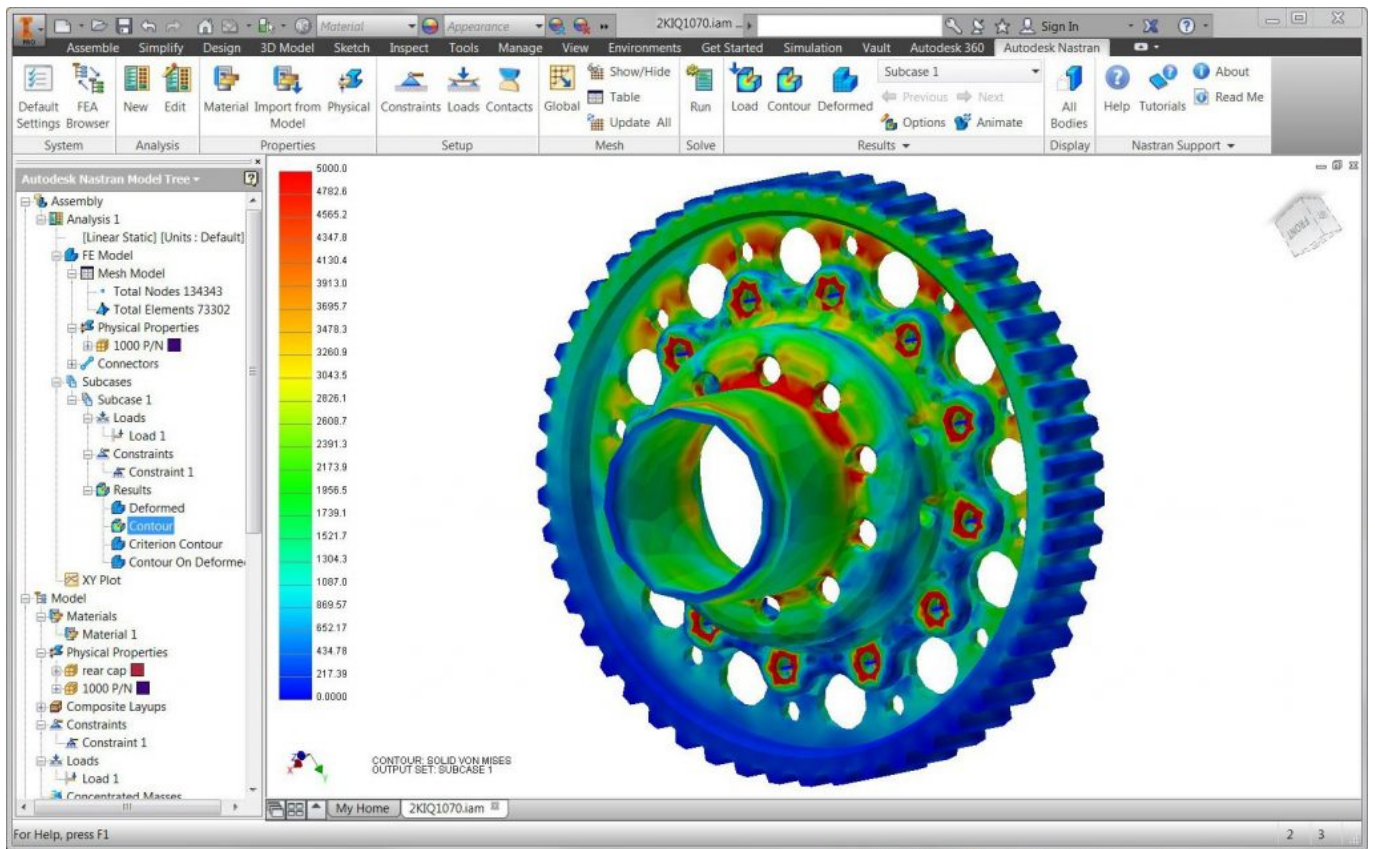 PRO
Material
Appearance
2KIQ1070.iam
Sign In
Assemble Simplify Design 3D Model Sketch Inspect Tools Manage View Environments Get Started Simulation Vault Autodesk 360 Autodesk Nastran
Default Settings
FEA Browser
New
Edit
Material
Import from Model
Physical
Constraints
Loads
Contacts
Global
Show/Hide
Table
Update All
Run
Load
Contour
Deformed
Subcase 1
Previous
Next
Options
Animate
All Bodies
Help
Tutorials
About
Read Me
System Analysis Properties Setup Mesh Solve Results Display Nastran Support
Autodesk Nastran Model Tree
Assembly
Analysis 1
[Linear Static] [Units : Default]
FE Model
Mesh Model
Total Nodes 134343
Total Elements 73302
Physical Properties
1000 P/N
Connectors
Subcases
Subcase 1
Loads
Load 1
Constraints
Constraint 1
Results
Deformed
Contour
Criterion Contour
Contour On Deforme
XY Plot
Model
Materials
Material 1
Physical Properties
rear cap
1000 P/N
Composite Layups
Constraints
Constraint 1
Loads
Load 1
Concentrated Masses
5000.0
4782.6
4565.2
4347.8
4130.4
3913.0
3695.7
3478.3
3260.9
3043.5
2826.1
2608.7
2391.3
2173.9
1956.5
1739.1
1521.7
1304.3
1087.0
869.57
652.17
434.78
217.39
0.0000
FRONT
X
Y
CONTOUR: SOLID VON MISES
OUTPUT SET: SUBCASE 1
My Home 2KIQ1070.iam
For Help, press F1
2 3